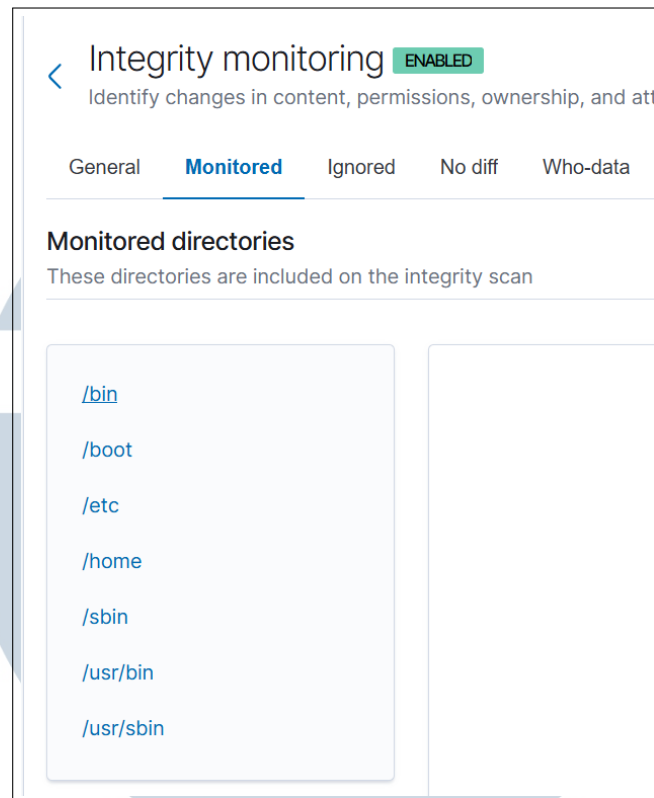 Integrity monitoring ENABLED
Identify changes in content, permissions, ownership, and att
General Monitored Ignored No diff Who-data
Monitored directories
These directories are included on the integrity scan
/bin
/boot
/etc
/home
/sbin
/usr/bin
/usr/sbin